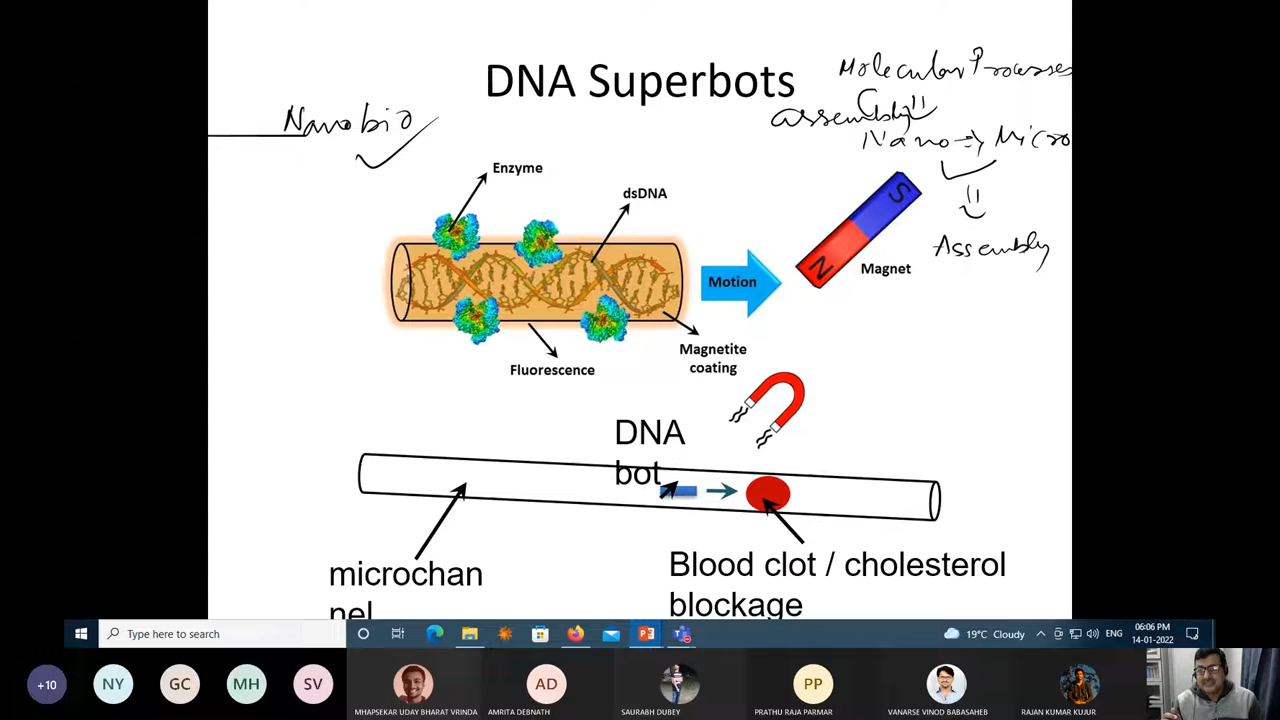 DNA Superbots
Molecular Processes
Nanobio
assembly
Nano → Micro
Enzyme
dsDNA
S
Assembly
N
Magnet
Motion
Magnetite
coating
Fluorescence
DNA
bot
microchan
nel
Blood clot / cholesterol
blockage
Type here to search
19°C Cloudy
ENG
06:06 PM
14-01-2022
+10
NY
GC
MH
SV
AD
PP
MHAPSEKAR UDAY BHARAT VRINDA
AMRITA DEBNATH
SAURABH DUBEY
PRATHU RAJA PARMAR
VANARSE VINOD BABASAHEB
RAJAN KUMAR KUJUR